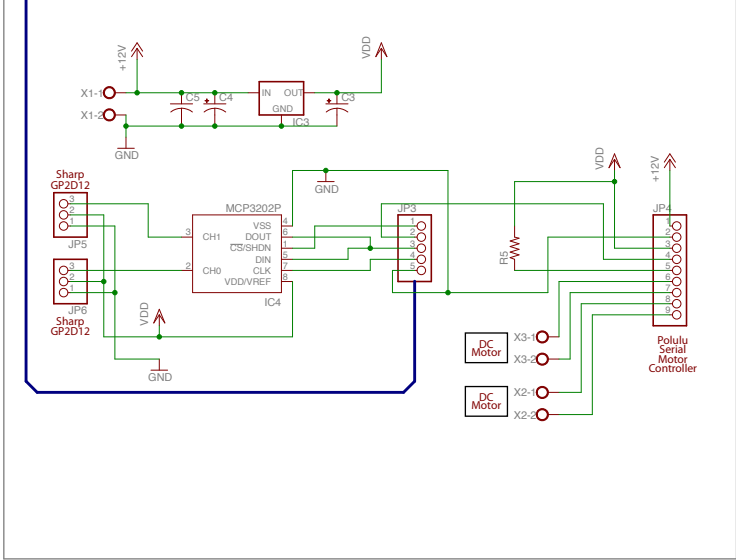 +12V
VDD
X1-1
C5
C4
IN
OUT
GND
IC3
C3
X1-2
GND
Sharp
GP2D12
3
2
1
JP5
3
2
1
JP6
Sharp
GP2D12
GND
MCP3202P
3
CH1
2
CH0
VSS
4
DOUT
6
CS/SHDN
1
DIN
5
CLK
7
VDD/VREF
8
IC4
VDD
GND
JP3
1
2
3
4
5
VDD
+12V
R5
JP4
1
2
3
4
5
6
7
8
9
Polulu
Serial
Motor
Controller
DC
Motor
X3-1
X3-2
DC
Motor
X2-1
X2-2